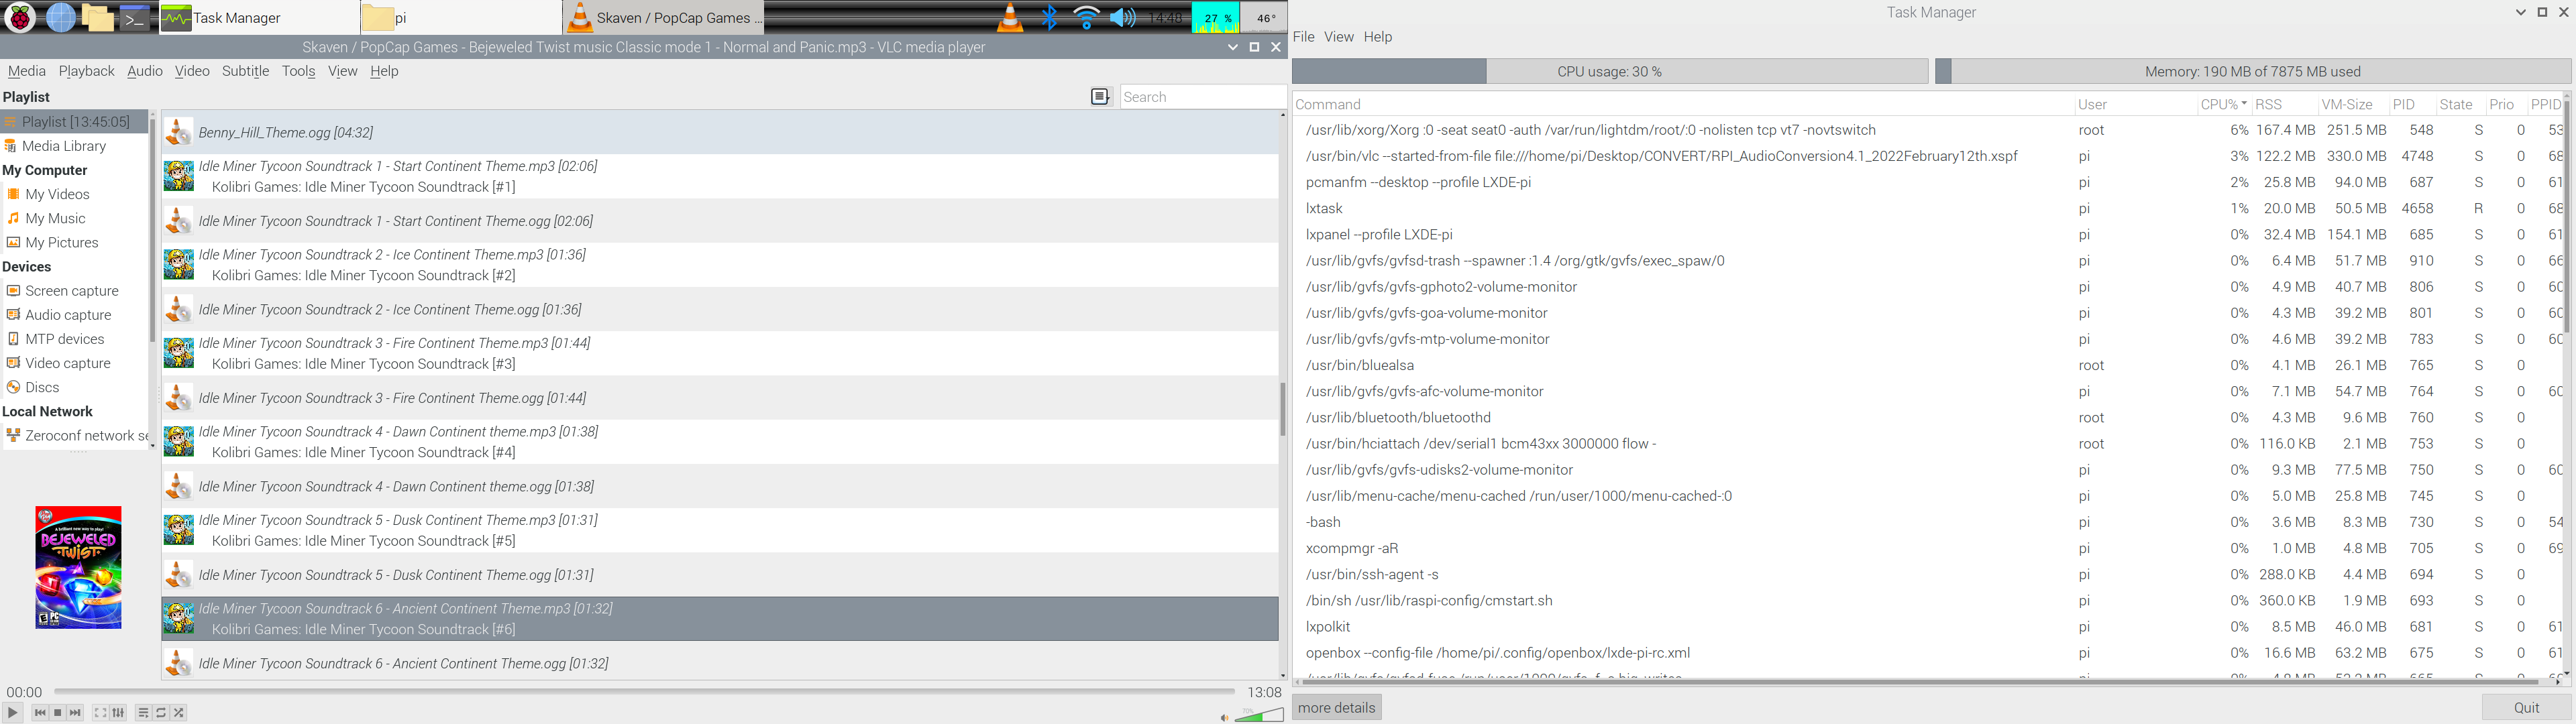 Task Manager
pi
Skaven / PopCap Games ...
14:48
27 %
46°
Skaven / PopCap Games - Bejeweled Twist music Classic mode 1 - Normal and Panic.mp3 - VLC media player
Media Playback Audio Video Subtitle Tools View Help
Playlist
Search
Playlist [13:45:05]
Media Library
My Computer
My Videos
My Music
My Pictures
Devices
Screen capture
Audio capture
MTP devices
Video capture
Discs
Local Network
Zeroconf network se
A brilliant new way to play!
BEJEWELED
TWIST
PC
Benny_Hill_Theme.ogg [04:32]
Idle Miner Tycoon Soundtrack 1 - Start Continent Theme.mp3 [02:06]
Kolibri Games: Idle Miner Tycoon Soundtrack [#1]
Idle Miner Tycoon Soundtrack 1 - Start Continent Theme.ogg [02:06]
Idle Miner Tycoon Soundtrack 2 - Ice Continent Theme.mp3 [01:36]
Kolibri Games: Idle Miner Tycoon Soundtrack [#2]
Idle Miner Tycoon Soundtrack 2 - Ice Continent Theme.ogg [01:36]
Idle Miner Tycoon Soundtrack 3 - Fire Continent Theme.mp3 [01:44]
Kolibri Games: Idle Miner Tycoon Soundtrack [#3]
Idle Miner Tycoon Soundtrack 3 - Fire Continent Theme.ogg [01:44]
Idle Miner Tycoon Soundtrack 4 - Dawn Continent theme.mp3 [01:38]
Kolibri Games: Idle Miner Tycoon Soundtrack [#4]
Idle Miner Tycoon Soundtrack 4 - Dawn Continent theme.ogg [01:38]
Idle Miner Tycoon Soundtrack 5 - Dusk Continent Theme.mp3 [01:31]
Kolibri Games: Idle Miner Tycoon Soundtrack [#5]
Idle Miner Tycoon Soundtrack 5 - Dusk Continent Theme.ogg [01:31]
Idle Miner Tycoon Soundtrack 6 - Ancient Continent Theme.mp3 [01:32]
Kolibri Games: Idle Miner Tycoon Soundtrack [#6]
Idle Miner Tycoon Soundtrack 6 - Ancient Continent Theme.ogg [01:32]
00:00
13:08
70%
Task Manager
File View Help
CPU usage: 30 %
Memory: 190 MB of 7875 MB used
Command User CPU% RSS VM-Size PID State Prio PPID
/usr/lib/xorg/Xorg :0 -seat seat0 -auth /var/run/lightdm/root/:0 -nolisten tcp vt7 -novtswitch root 6% 167.4 MB 251.5 MB 548 S 0 53
/usr/bin/vlc --started-from-file file:///home/pi/Desktop/CONVERT/RPI_AudioConversion4.1_2022February12th.xspf pi 3% 122.2 MB 330.0 MB 4748 S 0 68
pcmanfm --desktop --profile LXDE-pi pi 2% 25.8 MB 94.0 MB 687 S 0 61
lxtask pi 1% 20.0 MB 50.5 MB 4658 R 0 68
lxpanel --profile LXDE-pi pi 0% 32.4 MB 154.1 MB 685 S 0 61
/usr/lib/gvfs/gvfsd-trash --spawner :1.4 /org/gtk/gvfs/exec_spaw/0 pi 0% 6.4 MB 51.7 MB 910 S 0 66
/usr/lib/gvfs/gvfs-gphoto2-volume-monitor pi 0% 4.9 MB 40.7 MB 806 S 0 60
/usr/lib/gvfs/gvfs-goa-volume-monitor pi 0% 4.3 MB 39.2 MB 801 S 0 60
/usr/lib/gvfs/gvfs-mtp-volume-monitor pi 0% 4.6 MB 39.2 MB 783 S 0 60
/usr/bin/bluealsa root 0% 4.1 MB 26.1 MB 765 S 0
/usr/lib/gvfs/gvfs-afc-volume-monitor pi 0% 7.1 MB 54.7 MB 764 S 0 60
/usr/lib/bluetooth/bluetoothd root 0% 4.3 MB 9.6 MB 760 S 0
/usr/bin/hciattach /dev/serial1 bcm43xx 3000000 flow - root 0% 116.0 KB 2.1 MB 753 S 0
/usr/lib/gvfs/gvfs-udisks2-volume-monitor pi 0% 9.3 MB 77.5 MB 750 S 0 60
/usr/lib/menu-cache/menu-cached /run/user/1000/menu-cached-:0 pi 0% 5.0 MB 25.8 MB 745 S 0
-bash pi 0% 3.6 MB 8.3 MB 730 S 0 54
xcompmgr -aR pi 0% 1.0 MB 4.8 MB 705 S 0 69
/usr/bin/ssh-agent -s pi 0% 288.0 KB 4.4 MB 694 S 0
/bin/sh /usr/lib/raspi-config/cmstart.sh pi 0% 360.0 KB 1.9 MB 693 S 0
lxpolkit pi 0% 8.5 MB 46.0 MB 681 S 0 61
openbox --config-file /home/pi/.config/openbox/lxde-pi-rc.xml pi 0% 16.6 MB 63.2 MB 675 S 0 61
more details
Quit